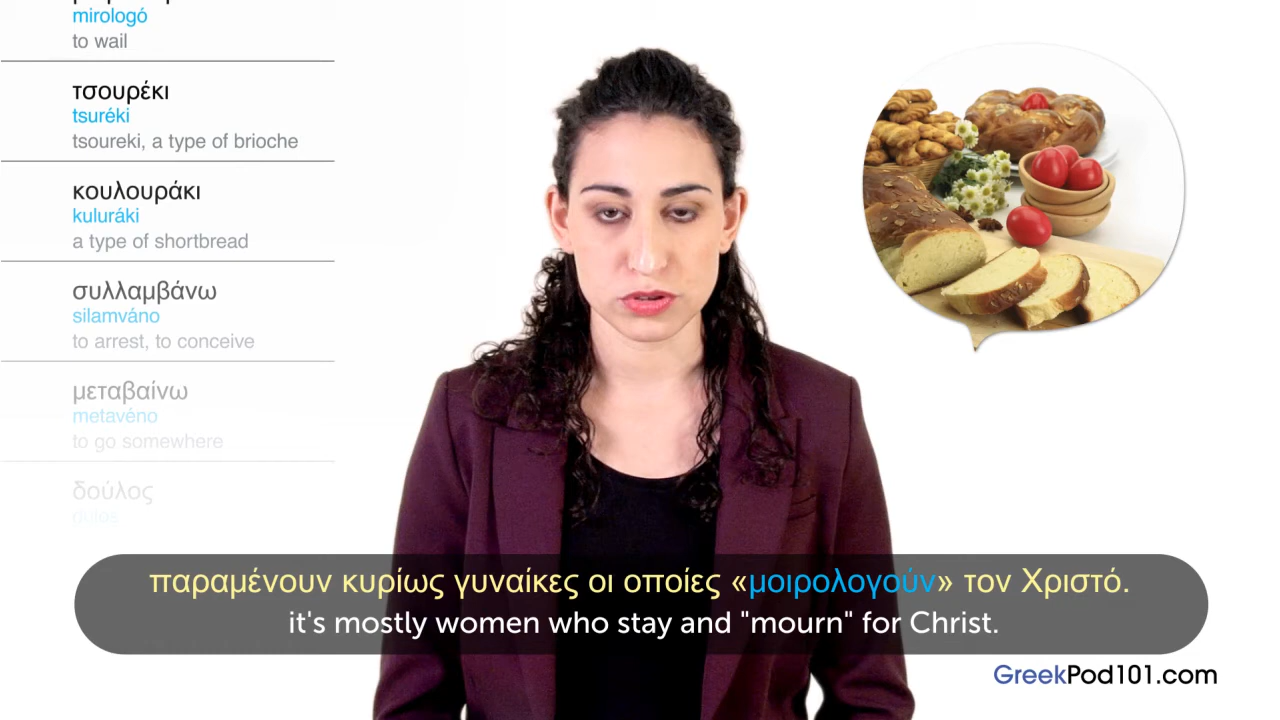 mirologó
to wail
τσουρέκι
tsuréki
tsoureki, a type of brioche
κουλουράκι
kuluráki
a type of shortbread
συλλαμβάνω
silamváno
to arrest, to conceive
μεταβαίνω
metavéno
to go somewhere
δούλος
dúlos
παραμένουν κυρίως γυναίκες οι οποίες «μοιρολογούν» τον Χριστό.
it's mostly women who stay and "mourn" for Christ.
GreekPod101.com